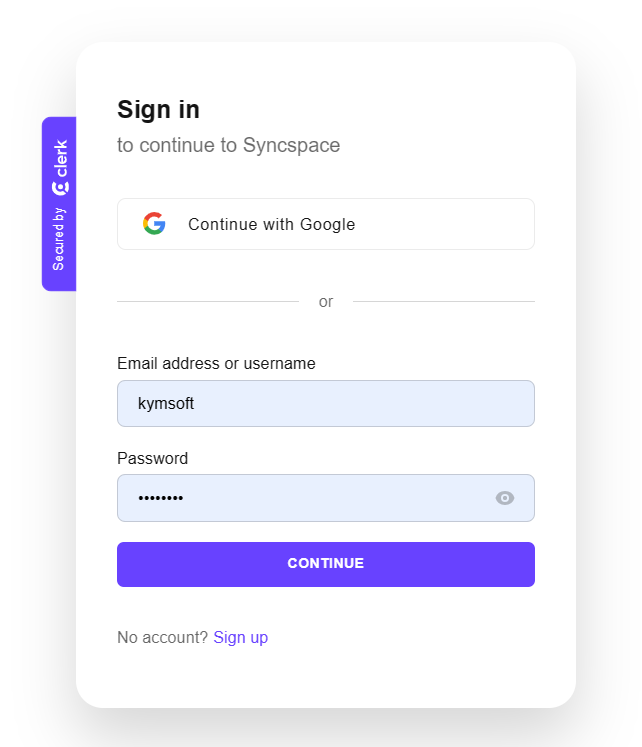 Sign in
to continue to Syncspace
Secured by clerk
Continue with Google
or
Email address or username
kymsoft
Password
••••••••
CONTINUE
No account? Sign up